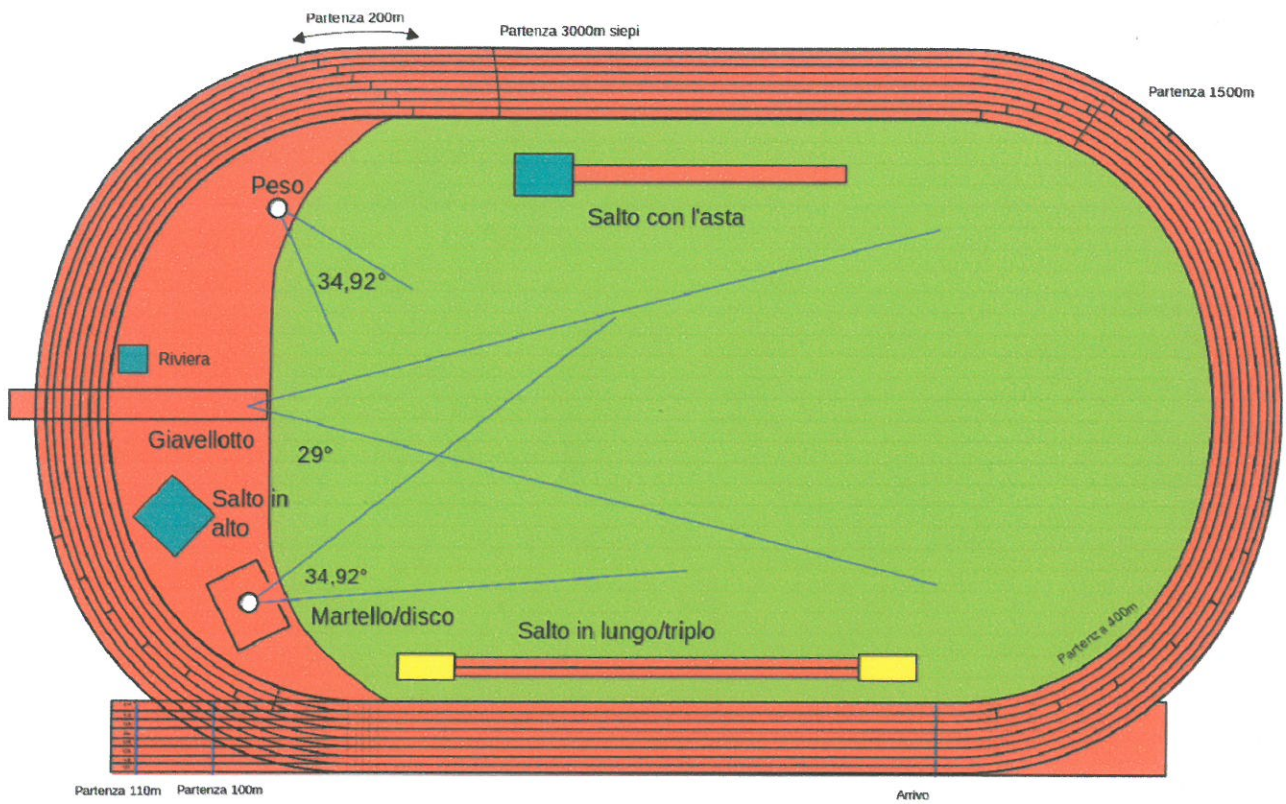 Partenza 200m
Partenza 3000m siepi
Partenza 1500m
Peso
Salto con l'asta
34,92°
Riviera
Giavellotto
29°
Salto in
alto
34,92°
Martello/disco
Salto in lungo/triplo
Partenza 400m
Partenza 110m
Partenza 100m
Arrivo